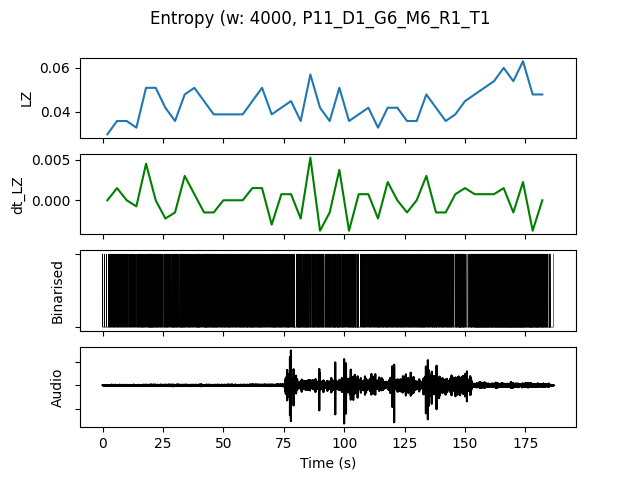 Entropy (w: 4000, P11_D1_G6_M6_R1_T1
0.06
0.04
LZ
0.005
0.000
dt_LZ
Binarised
Audio
0 25 50 75 100 125 150 175
Time (s)